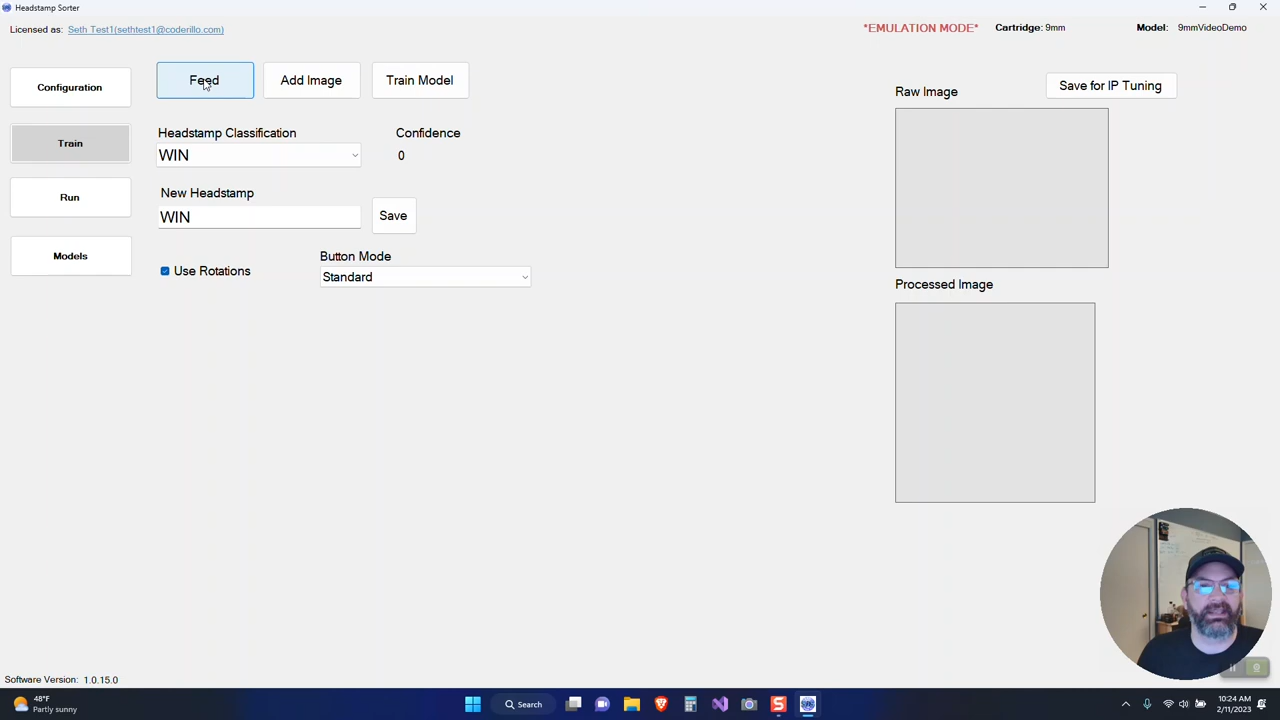 Headstamp Sorter
Licensed as: Seth Test1(sethtest1@coderillo.com)
*EMULATION MODE* Cartridge: 9mm Model: 9mmVideoDemo
Configuration
Train
Run
Models
Feed Add Image Train Model
Headstamp Classification Confidence
WIN 0
New Headstamp
WIN Save
Use Rotations
Button Mode
Standard
Raw Image Save for IP Tuning
Processed Image
Software Version: 1.0.15.0
48°F
Partly sunny
Search
10:24 AM
2/11/2023